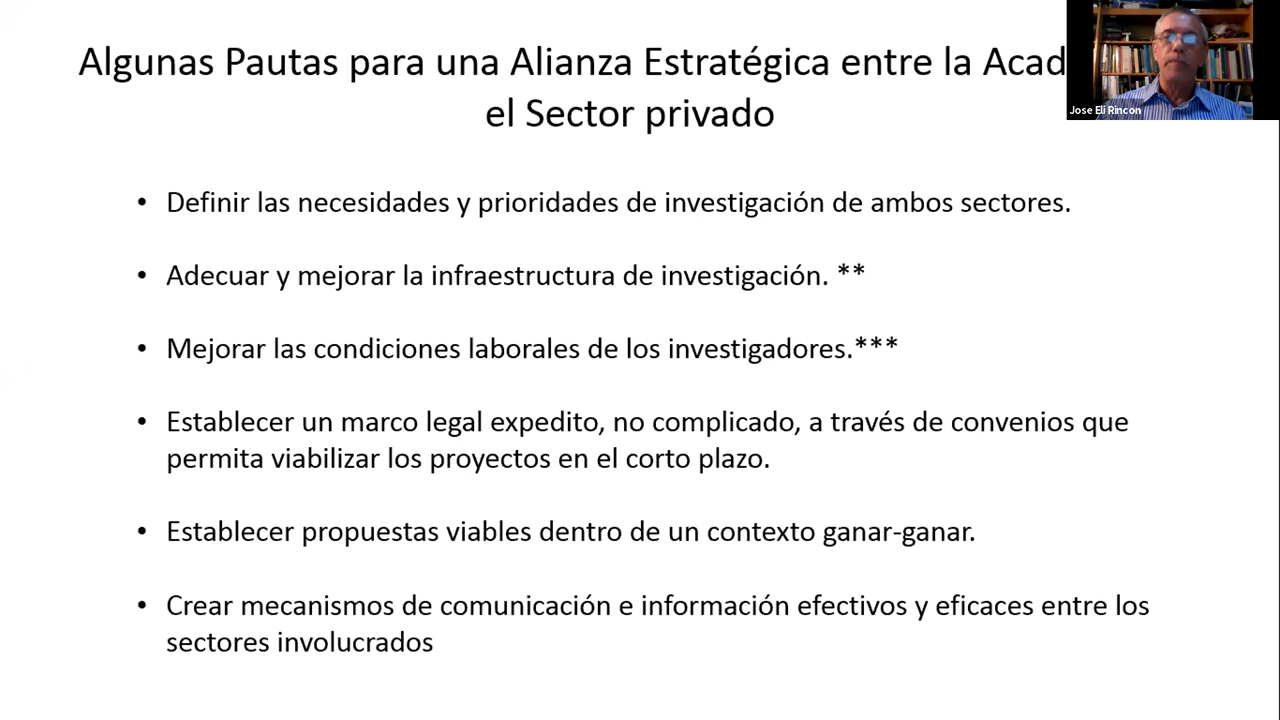 Algunas Pautas para una Alianza Estratégica entre la
el Sector privado
Jose Eli Rincon
• Definir las necesidades y prioridades de investigación de ambos sectores.
• Adecuar y mejorar la infraestructura de investigación. **
• Mejorar las condiciones laborales de los investigadores.***
• Establecer un marco legal expedito, no complicado, a través de convenios que
permita viabilizar los proyectos en el corto plazo.
• Establecer propuestas viables dentro de un contexto ganar-ganar.
• Crear mecanismos de comunicación e información efectivos y eficaces entre los
sectores involucrados